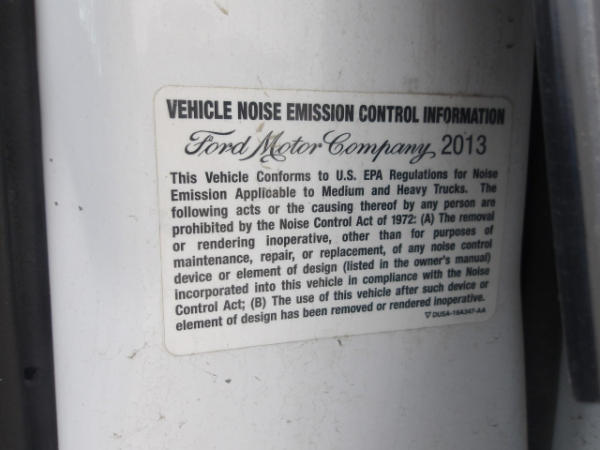 VEHICLE NOISE EMISSION CONTROL INFORMATION
Ford Motor Company 2013
This Vehicle Conforms to U.S. EPA Regulations for Noise
Emission Applicable to Medium and Heavy Trucks. The
following acts or the causing thereof by any person are
prohibited by the Noise Control Act of 1972: (A) The removal
or rendering inoperative, other than for purposes of
maintenance, repair, or replacement, of any noise control
device or element of design (listed in the owner's manual)
incorporated into this vehicle in compliance with the Noise
Control Act; (B) The use of this vehicle after such device or
element of design has been removed or rendered inoperative.